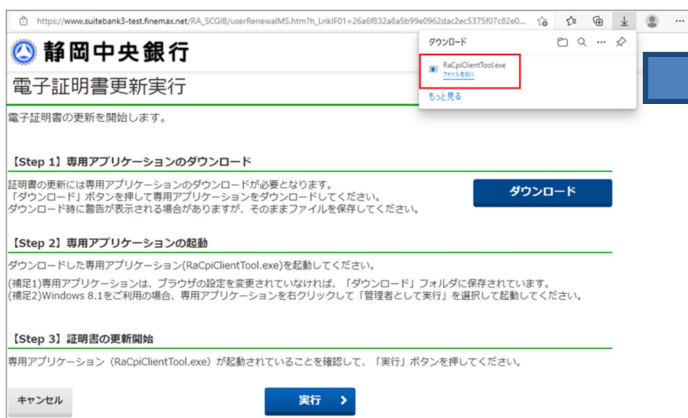 https://www.suitebank3-test.finemax.net/RA_SCGIB/userRenewalMS.htm?h_LnkIF01=26a6f832a8a5b99e0962dac2ec5375f07c82e0...
ダウンロード
RaCpiClientTool.exe
ファイルを開く
もっと見る
静岡中央銀行
電子証明書更新実行
電子証明書の更新を開始します。
【Step 1】専用アプリケーションのダウンロード
証明書の更新には専用アプリケーションのダウンロードが必要となります。
「ダウンロード」ボタンを押して専用アプリケーションをダウンロードしてください。
ダウンロード時に警告が表示される場合がありますが、そのままファイルを保存してください。
ダウンロード
【Step 2】専用アプリケーションの起動
ダウンロードした専用アプリケーション(RaCpiClientTool.exe)を起動してください。
(補足1)専用アプリケーションは、ブラウザの設定を変更されていなければ、「ダウンロード」フォルダに保存されています。
(補足2)Windows 8.1をご利用の場合、専用アプリケーションを右クリックして「管理者として実行」を選択して起動してください。
【Step 3】証明書の更新開始
専用アプリケーション（RaCpiClientTool.exe）が起動されていることを確認して、「実行」ボタンを押してください。
キャンセル
実行